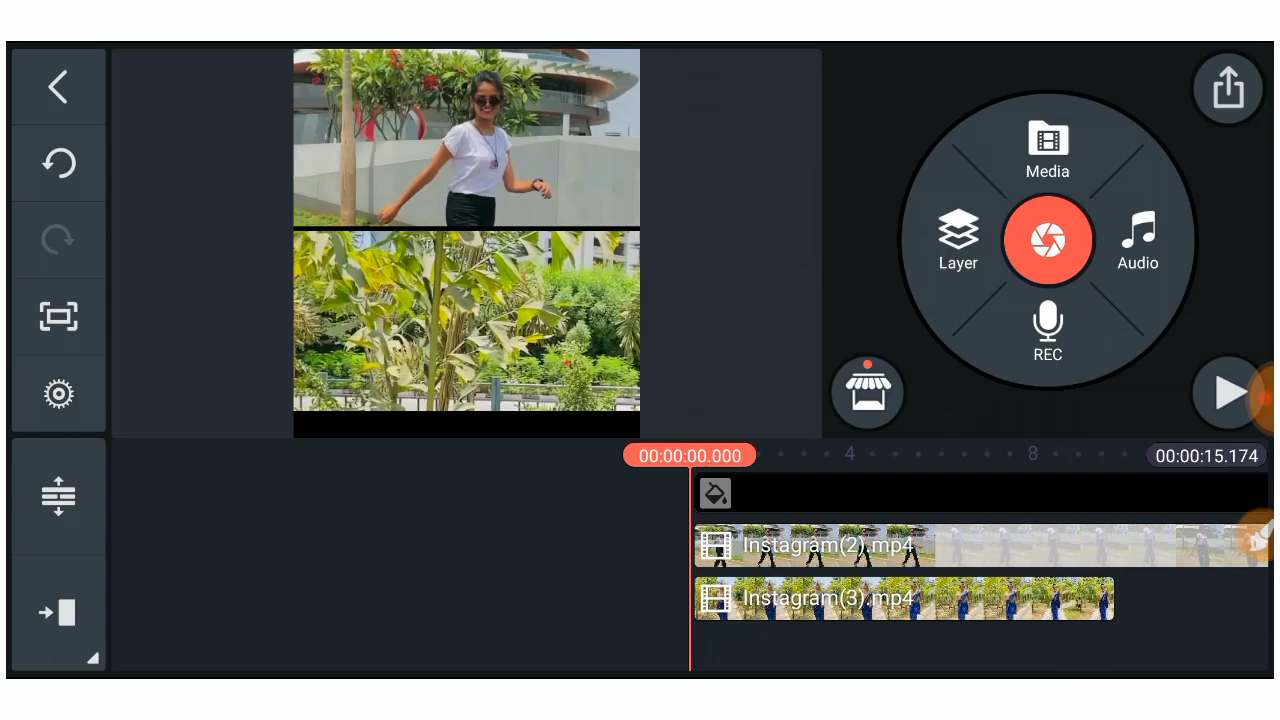 Media
Layer
Audio
REC
00:00:00.000
4
8
00:00:15.174
Instagram(2).mp4
Instagram(3).mp4